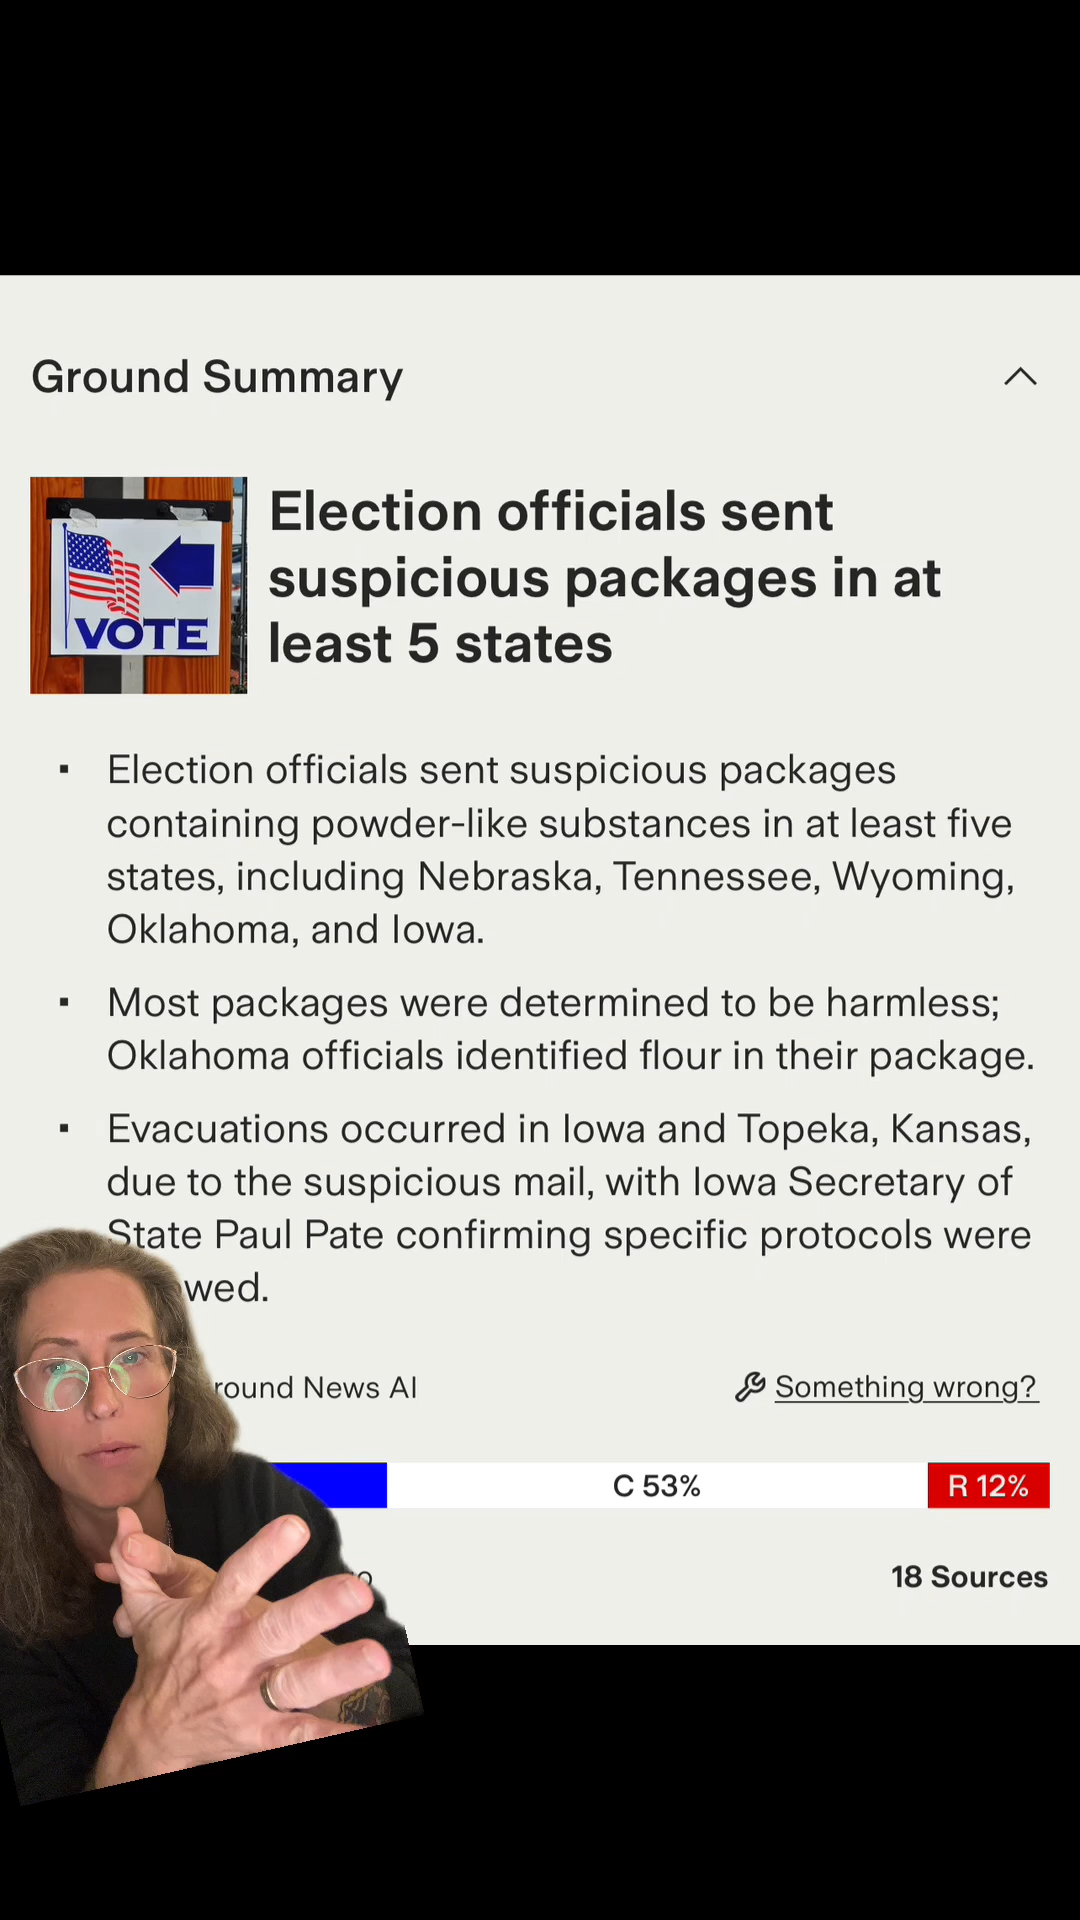 Ground Summary
VOTE
Election officials sent
suspicious packages in at
least 5 states
Election officials sent suspicious packages
containing powder-like substances in at least five
states, including Nebraska, Tennessee, Wyoming,
Oklahoma, and Iowa.
Most packages were determined to be harmless;
Oklahoma officials identified flour in their package.
Evacuations occurred in Iowa and Topeka, Kansas,
due to the suspicious mail, with Iowa Secretary of
State Paul Pate confirming specific protocols were
wed.
round News AI
Something wrong?
C 53%
R 12%
18 Sources